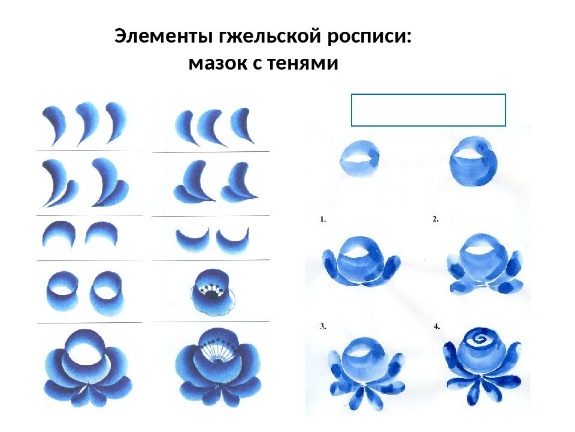 Элементы гжельской росписи:
мазок с тенями
1.
2.
3.
4.